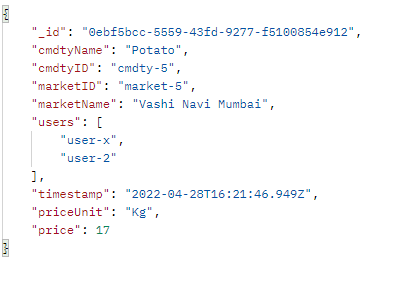 {
"_id": "0ebf5bcc-5559-43fd-9277-f5100854e912",
"cmdtyName": "Potato",
"cmdtyID": "cmdty-5",
"marketID": "market-5",
"marketName": "Vashi Navi Mumbai",
"users": [
"user-x",
"user-2"
],
"timestamp": "2022-04-28T16:21:46.949Z",
"priceUnit": "Kg",
"price": 17
}